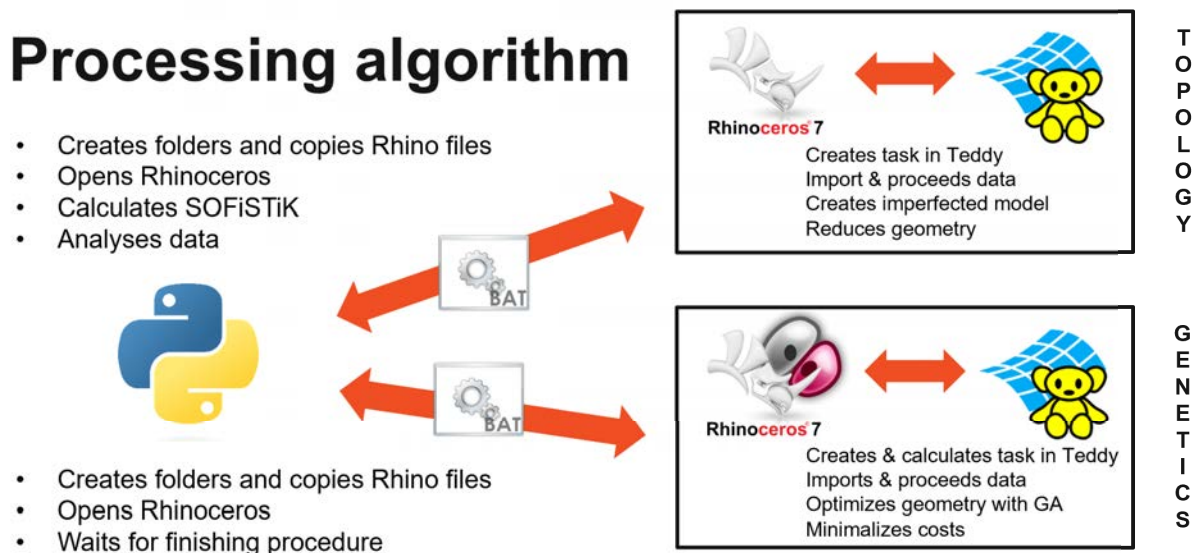 Processing algorithm
• Creates folders and copies Rhino files
• Opens Rhinoceros
• Calculates SOFiSTiK
• Analyses data
BAT
Rhinoceros® 7
Creates task in Teddy
Import & proceeds data
Creates imperfected model
Reduces geometry
TOPOLOGY
BAT
• Creates folders and copies Rhino files
• Opens Rhinoceros
• Waits for finishing procedure
Rhinoceros® 7
Creates & calculates task in Teddy
Imports & proceeds data
Optimizes geometry with GA
Minimalizes costs
GENETICS